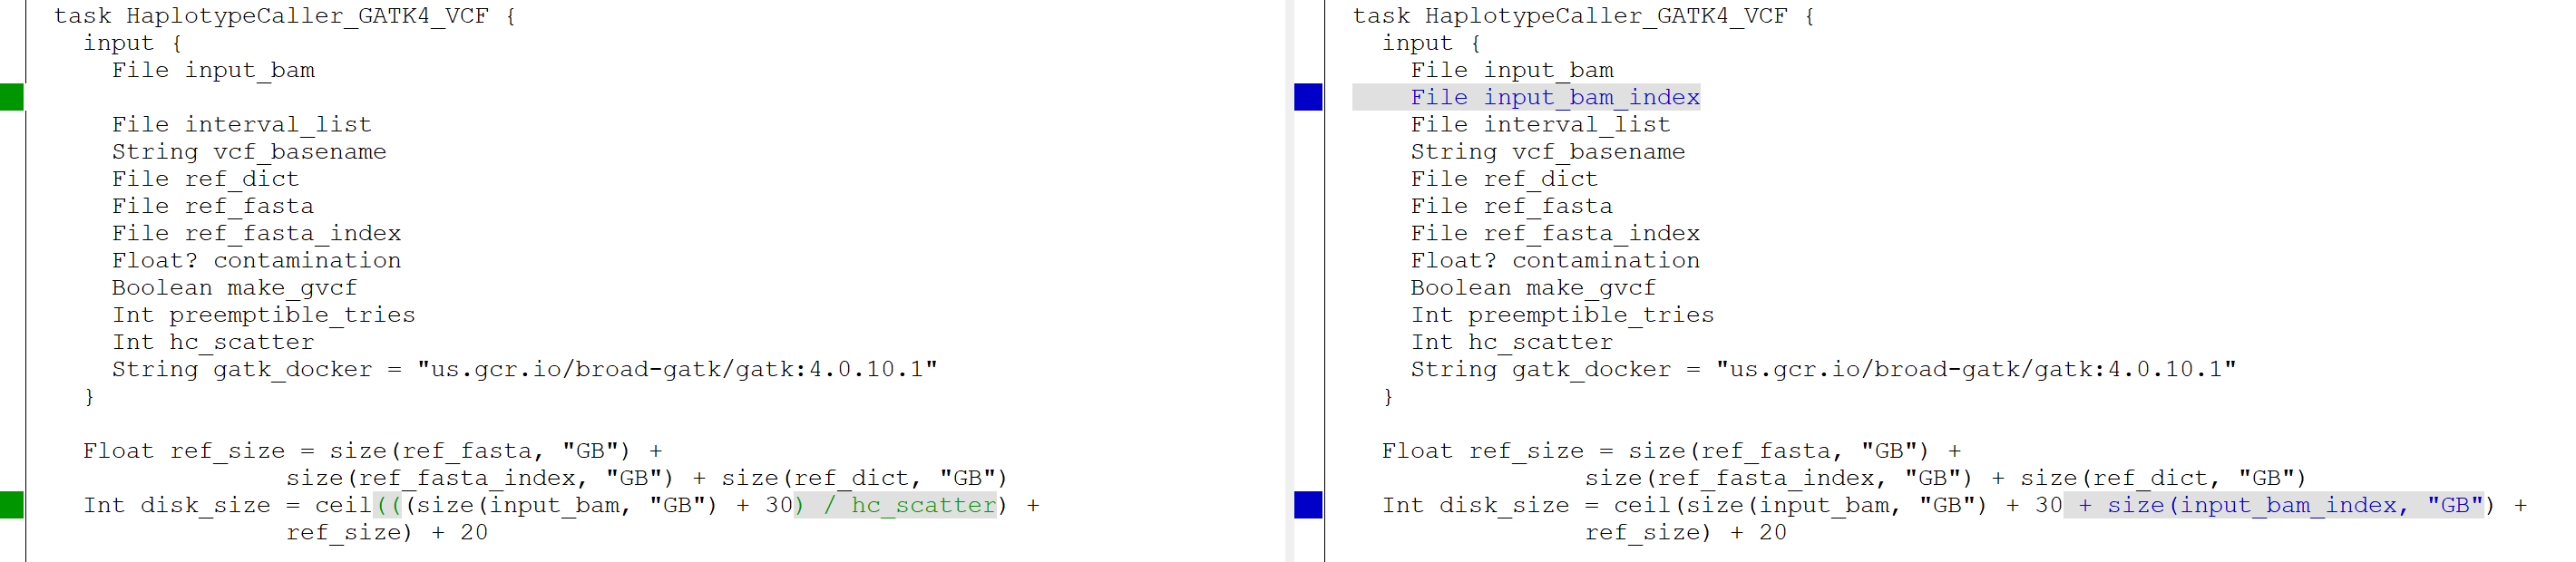 task HaplotypeCaller_GATK4_VCF {
input {
File input_bam
File interval_list
String vcf_basename
File ref_dict
File ref_fasta
File ref_fasta_index
Float? contamination
Boolean make_gvcf
Int preemptible_tries
Int hc_scatter
String gatk_docker = "us.gcr.io/broad-gatk/gatk:4.0.10.1"
}
Float ref_size = size(ref_fasta, "GB") +
size(ref_fasta_index, "GB") + size(ref_dict, "GB")
Int disk_size = ceil(((size(input_bam, "GB") + 30) / hc_scatter) +
ref_size) + 20
task HaplotypeCaller_GATK4_VCF {
input {
File input_bam
File input_bam_index
File interval_list
String vcf_basename
File ref_dict
File ref_fasta
File ref_fasta_index
Float? contamination
Boolean make_gvcf
Int preemptible_tries
Int hc_scatter
String gatk_docker = "us.gcr.io/broad-gatk/gatk:4.0.10.1"
}
Float ref_size = size(ref_fasta, "GB") +
size(ref_fasta_index, "GB") + size(ref_dict, "GB")
Int disk_size = ceil(size(input_bam, "GB") + 30 + size(input_bam_index, "GB") +
ref_size) + 20